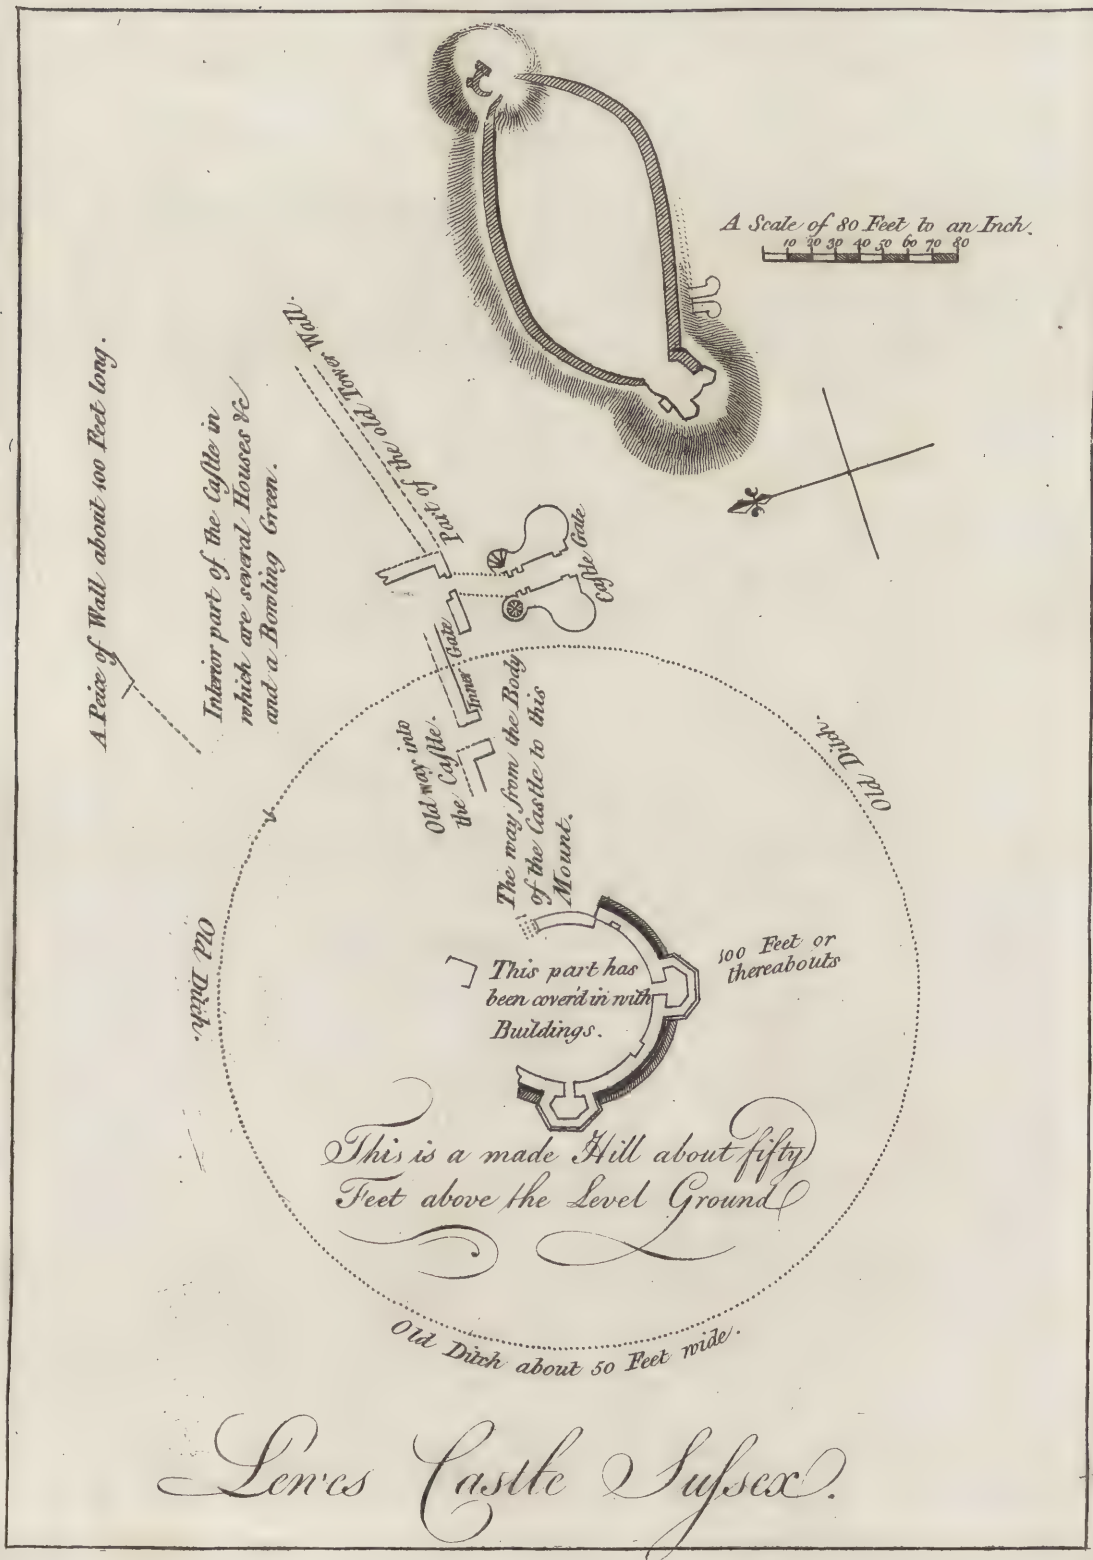 A Scale of 80 Feet to an Inch.
10 20 30 40 50 60 70 80
Part of the old Tower Wall.
A Peice of Wall about 100 Feet long.
Interior part of the Caſtle in
which are several Houses &c
and a Bowling Green.
Caſtle Gate
Inner Gate
Old way into
the Caſtle.
The way from the Body
of the Castle to this
Mount.
Old Ditch.
Old Ditch.
100 Feet or
thereabouts
This part has
been cover'd in with
Buildings.
This is a made Hill about fifty
Feet above the Level Ground
Old Ditch about 50 Feet wide.
Lewes Castle Suſsex.